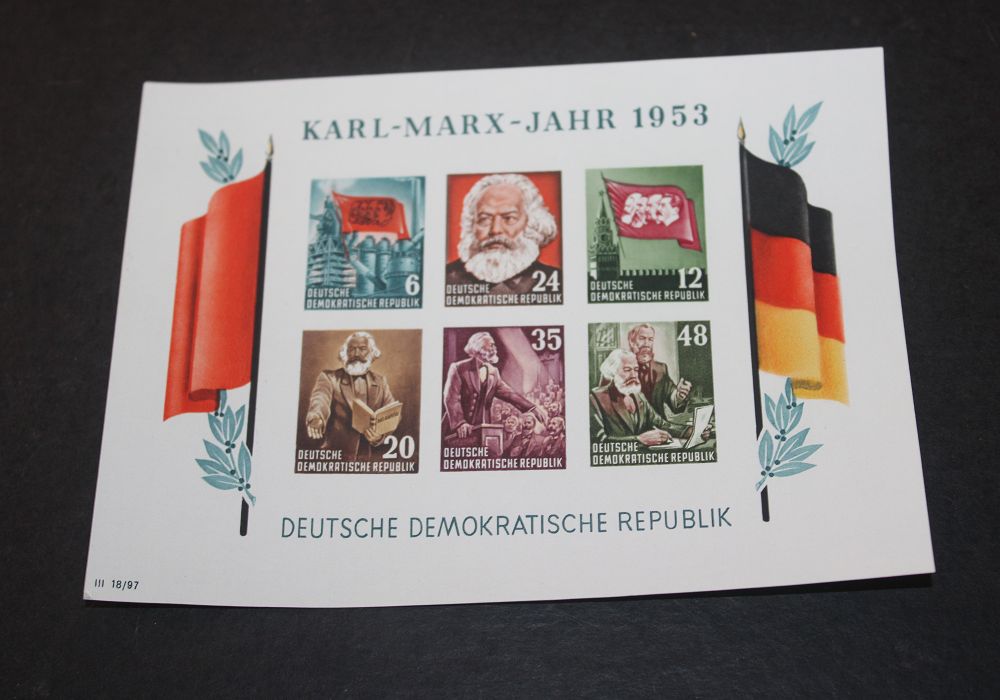 KARL-MARX-JAHR 1953
6
DEUTSCHE
DEMOKRATISCHE REPUBLIK
24
DEUTSCHE
DEMOKRATISCHE REPUBLIK
12
DEUTSCHE
DEMOKRATISCHE REPUBLIK
20
DEUTSCHE
DEMOKRATISCHE REPUBLIK
35
DEUTSCHE
DEMOKRATISCHE REPUBLIK
48
DEUTSCHE
DEMOKRATISCHE REPUBLIK
DEUTSCHE DEMOKRATISCHE REPUBLIK
III 18/97